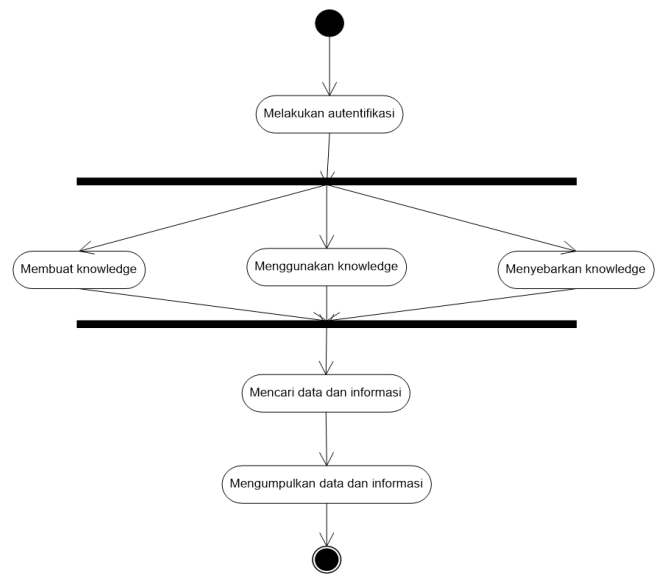 Melakukan autentifikasi
Membuat knowledge
Menggunakan knowledge
Menyebarkan knowledge
Mencari data dan informasi
Mengumpulkan data dan informasi